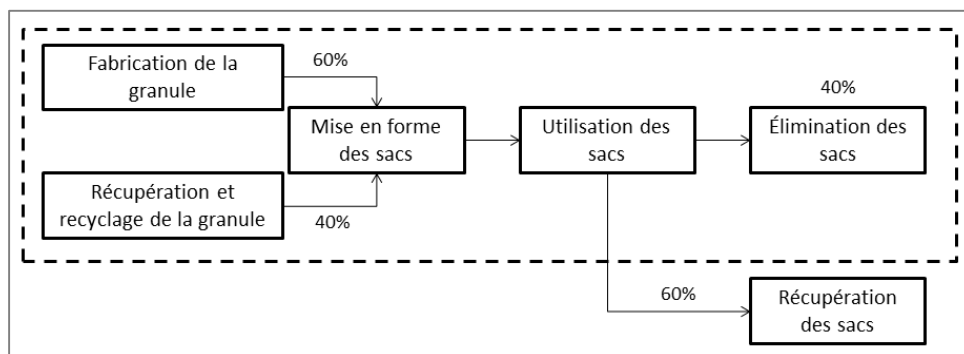 Fabrication de la
granule
60%
Récupération et
recyclage de la granule
40%
Mise en forme
des sacs
Utilisation des
sacs
40%
Élimination des
sacs
60%
Récupération
des sacs